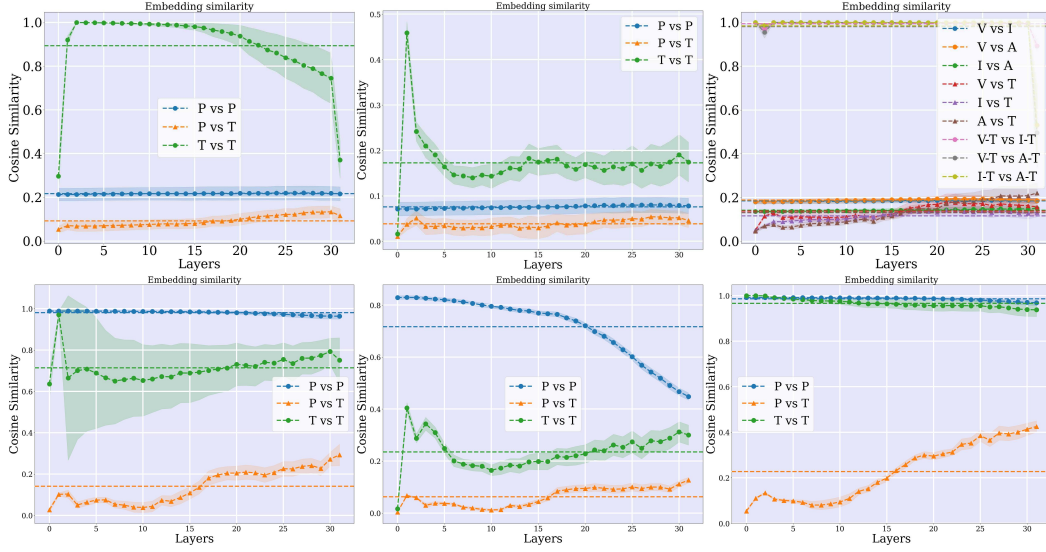 Embedding similarity
Cosine Similarity
1.0
0.8
0.6
0.4
0.2
0.0
P vs P
P vs T
T vs T
0
5
10
15
20
25
30
Layers
Embedding similarity
Cosine Similarity
0.5
0.4
0.3
0.2
0.1
0.0
P vs P
P vs T
T vs T
0
5
10
15
20
25
30
Layers
Embedding similarity
Cosine Similarity
1.0
0.8
0.6
0.4
0.2
0.0
V vs I
V vs A
I vs A
V vs T
I vs T
A vs T
V-T vs I-T
V-T vs A-T
I-T vs A-T
0
5
10
15
20
25
30
Layers
Embedding similarity
Cosine Similarity
1.0
0.8
0.6
0.4
0.2
0.0
P vs P
P vs T
T vs T
0
5
10
15
20
25
30
Layers
Embedding similarity
Cosine Similarity
0.8
0.6
0.4
0.2
0.0
P vs P
P vs T
T vs T
0
5
10
15
20
25
30
Layers
Embedding similarity
Cosine Similarity
1.0
0.8
0.6
0.4
0.2
0.0
P vs P
P vs T
T vs T
0
5
10
15
20
25
30
Layers